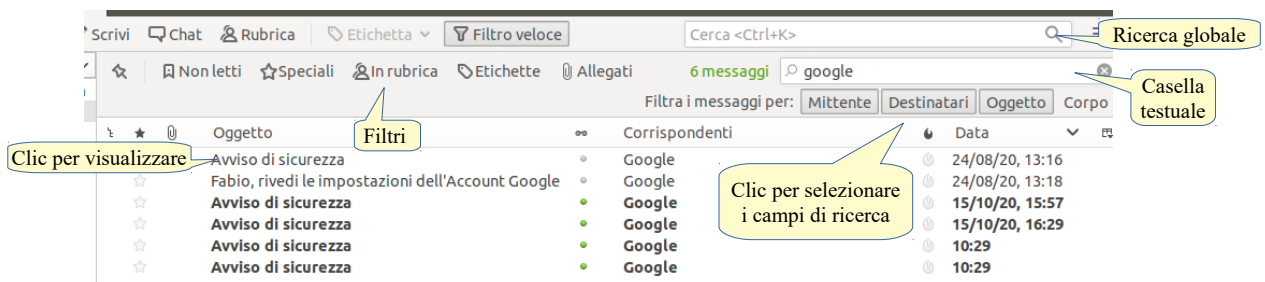 Scrivi Chat Rubrica Etichetta Filtro veloce Cerca <Ctrl+K>
Ricerca globale
Non letti Speciali In rubrica Etichette Allegati 6 messaggi google
Casella
testuale
Filtra i messaggi per: Mittente Destinatari Oggetto Corpo
Filtri
Oggetto Corrispondenti Data
Clic per visualizzare
Avviso di sicurezza Google 24/08/20, 13:16
Fabio, rivedi le impostazioni dell'Account Google Google 24/08/20, 13:18
Avviso di sicurezza Google 15/10/20, 15:57
Avviso di sicurezza Google 15/10/20, 16:29
Avviso di sicurezza Google 10:29
Avviso di sicurezza Google 10:29
Clic per selezionare
i campi di ricerca